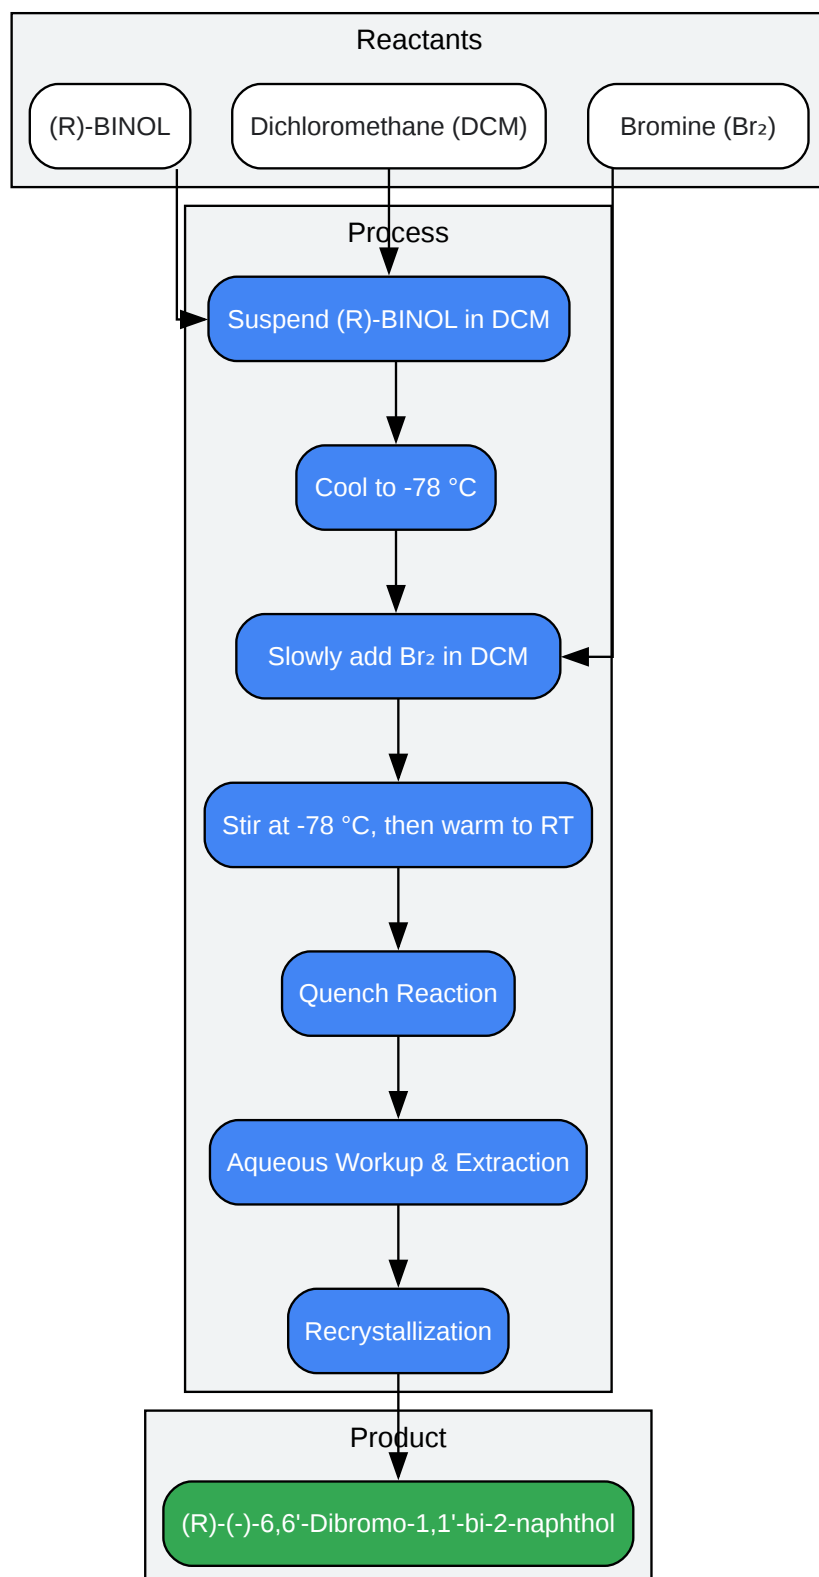 Reactants
(R)-BINOL
Dichloromethane (DCM)
Bromine (Br₂)
Process
Suspend (R)-BINOL in DCM
Cool to -78 °C
Slowly add Br₂ in DCM
Stir at -78 °C, then warm to RT
Quench Reaction
Aqueous Workup & Extraction
Recrystallization
Product
(R)-(-)-6,6'-Dibromo-1,1'-bi-2-naphthol